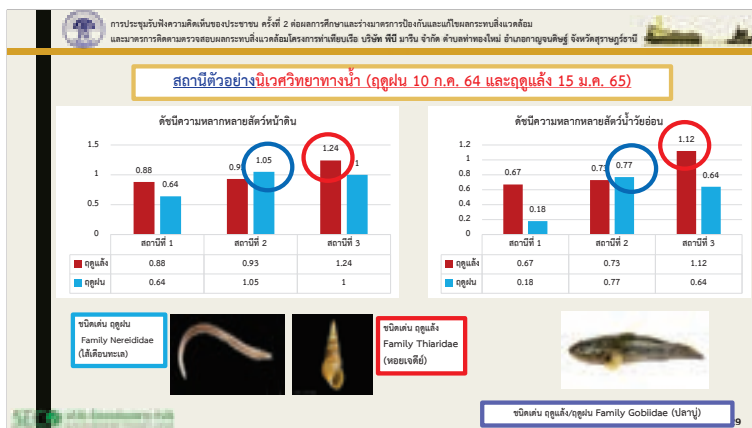 การประชุมรับฟังความคิดเห็นของประชาชน ครั้งที่ 2 ต่อผลการศึกษาและร่างมาตรการป้องกันและแก้ไขผลกระทบสิ่งแวดล้อม
และมาตรการติดตามตรวจสอบผลกระทบสิ่งแวดล้อมโครงการท่าเทียบเรือ บริษัท พีบี มารีน จำกัด ตำบลท่าทองใหม่ อำเภอกาญจนดิษฐ์ จังหวัดสุราษฎร์ธานี
สถานีตัวอย่างนิเวศวิทยาทางน้ำ (ฤดูฝน 10 ก.ค. 64 และฤดูแล้ง 15 ม.ค. 65)
ดัชนีความหลากหลายสัตว์หน้าดิน
1.5
1
0.5
0
0.88
0.64
1.05
1.24
1
สถานีที่ 1 สถานีที่ 2 สถานีที่ 3
ฤดูแล้ง 0.88 0.93 1.24
ฤดูฝน 0.64 1.05 1
ดัชนีความหลากหลายสัตว์น้ำวัยอ่อน
1.2
1
0.8
0.6
0.4
0.2
0
0.67
0.18
0.73
0.77
1.12
0.64
สถานีที่ 1 สถานีที่ 2 สถานีที่ 3
ฤดูแล้ง 0.67 0.73 1.12
ฤดูฝน 0.18 0.77 0.64
ชนิดเด่น ฤดูฝน
Family Nereididae
(ไส้เดือนทะเล)
ชนิดเด่น ฤดูแล้ง
Family Thiaridae
(หอยเจดีย์)
ชนิดเด่น ฤดูแล้ง/ฤดูฝน Family Gobiidae (ปลาบู่)
9